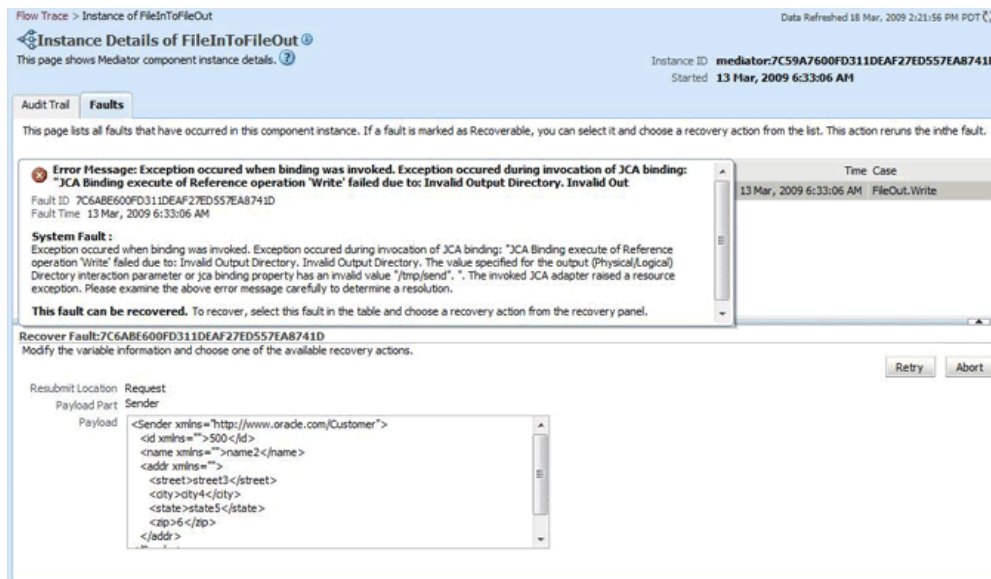 Flow Trace > Instance of FileInToFileOut
Data Refreshed 18 Mar, 2009 2:21:56 PM PDT
Instance Details of FileInToFileOut
This page shows Mediator component instance details.
Instance ID mediator:7C59A7600FD311DEAF27ED557EA8741
Started 13 Mar, 2009 6:33:06 AM
Audit Trail Faults
This page lists all faults that have occurred in this component instance. If a fault is marked as Recoverable, you can select it and choose a recovery action from the list. This action reruns the inthe fault.
Error Message: Exception occured when binding was invoked. Exception occured during invocation of JCA binding:
"JCA Binding execute of Reference operation 'Write' failed due to: Invalid Output Directory. Invalid Out
Fault ID 7C6ABE600FD311DEAF27ED557EA8741D
Fault Time 13 Mar, 2009 6:33:06 AM
Time Case
13 Mar, 2009 6:33:06 AM FileOut.Write
System Fault :
Exception occured when binding was invoked. Exception occured during invocation of JCA binding: "JCA Binding execute of Reference
operation 'Write' failed due to: Invalid Output Directory. Invalid Output Directory. The value specified for the output (Physical/Logical)
Directory interaction parameter or jca binding property has an invalid value "/tmp/send". ". The invoked JCA adapter raised a resource
exception. Please examine the above error message carefully to determine a resolution.
This fault can be recovered. To recover, select this fault in the table and choose a recovery action from the recovery panel.
Recover Fault:7C6ABE600FD311DEAF27ED557EA8741D
Modify the variable information and choose one of the available recovery actions.
Retry Abort
Resubmit Location Request
Payload Part Sender
Payload <Sender xmlns="http://www.oracle.com/Customer">
<id xmlns="">500</id>
<name xmlns="">name2</name>
<addr xmlns="">
<street>street3</street>
<city>city4</city>
<state>state5</state>
<zip>6</zip>
</addr>